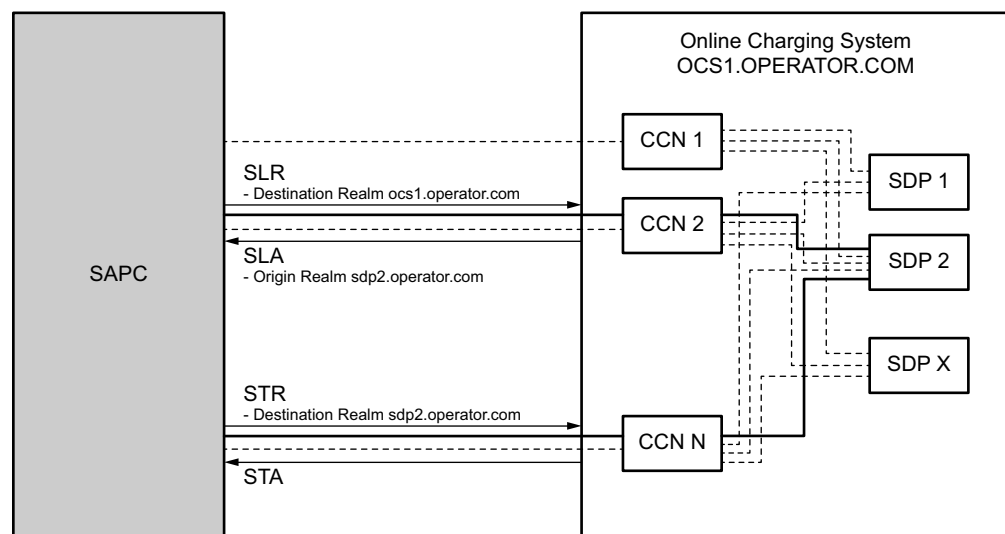 Online Charging System
OCS1.OPERATOR.COM
CCN 1
SLR
- Destination Realm ocs1.operator.com
SDP 1
CCN 2
SLA
- Origin Realm sdp2.operator.com
SAPC
SDP 2
SDP X
STR
- Destination Realm sdp2.operator.com
CCN N
STA